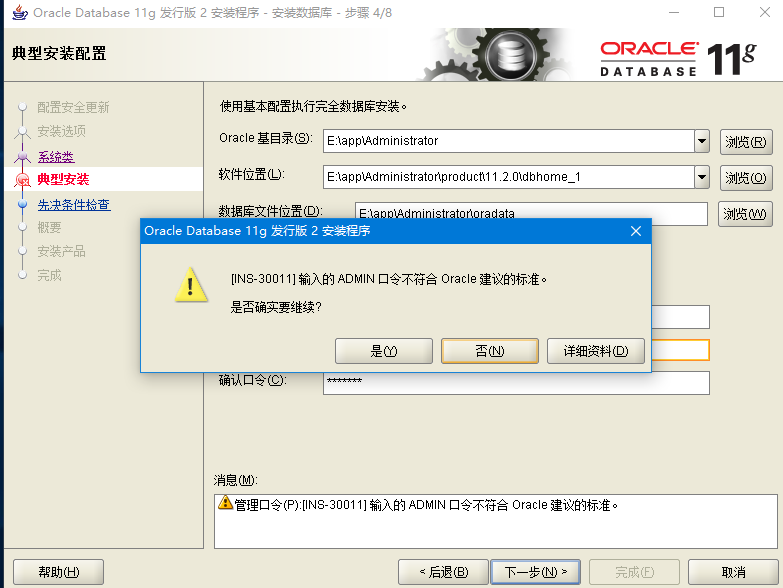 Oracle Database 11g 发行版 2 安装程序 - 安装数据库 - 步骤 4/8
典型安装配置
ORACLE
DATABASE 11g
配置安全更新
安装选项
系统类
典型安装
先决条件检查
概要
安装产品
完成
使用基本配置执行完全数据库安装。
Oracle 基目录(S): E:\app\Administrator 浏览(R)
软件位置(L): E:\app\Administrator\product\11.2.0\dbhome_1 浏览(O)
数据库文件位置(D): E:\app\Administrator\oradata 浏览(W)
Oracle Database 11g 发行版 2 安装程序
[INS-30011] 输入的 ADMIN 口令不符合 Oracle 建议的标准。
是否确实要继续?
是(Y) 否(N) 详细资料(D)
确认口令(C): *******
消息(M):
管理口令(P):[INS-30011] 输入的 ADMIN 口令不符合 Oracle 建议的标准。
帮助(H) < 后退(B) 下一步(N) > 完成(F) 取消